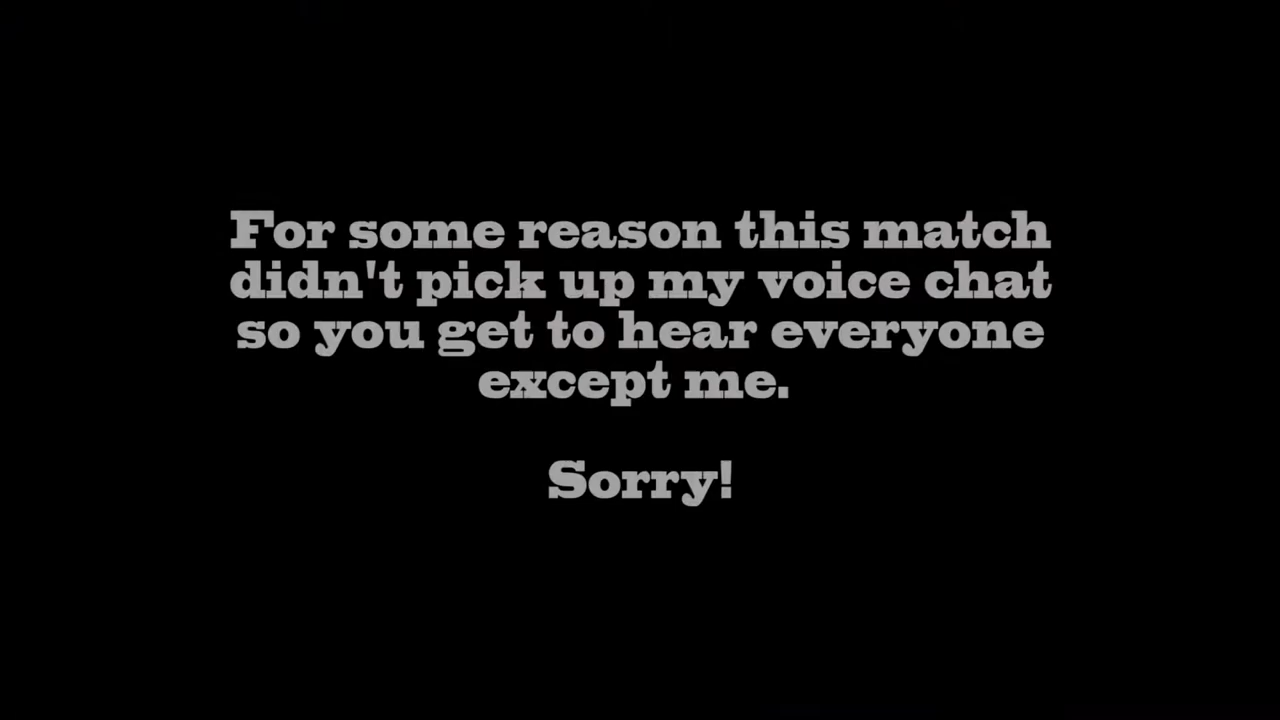 For some reason this match
didn't pick up my voice chat
so you get to hear everyone
except me.
Sorry!